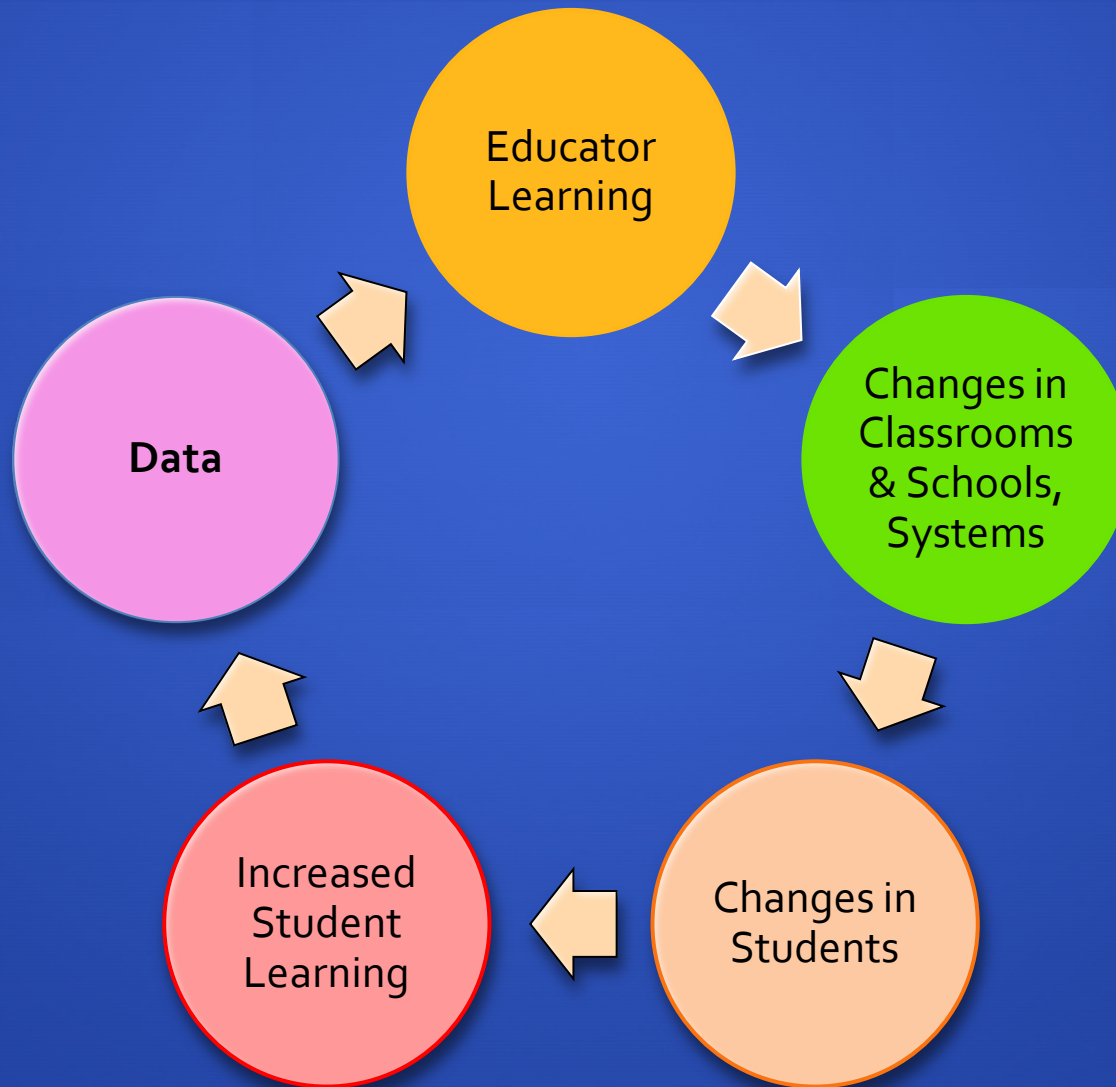 Educator
Learning
Changes in
Classrooms
& Schools,
Systems
Changes in
Students
Increased
Student
Learning
Data